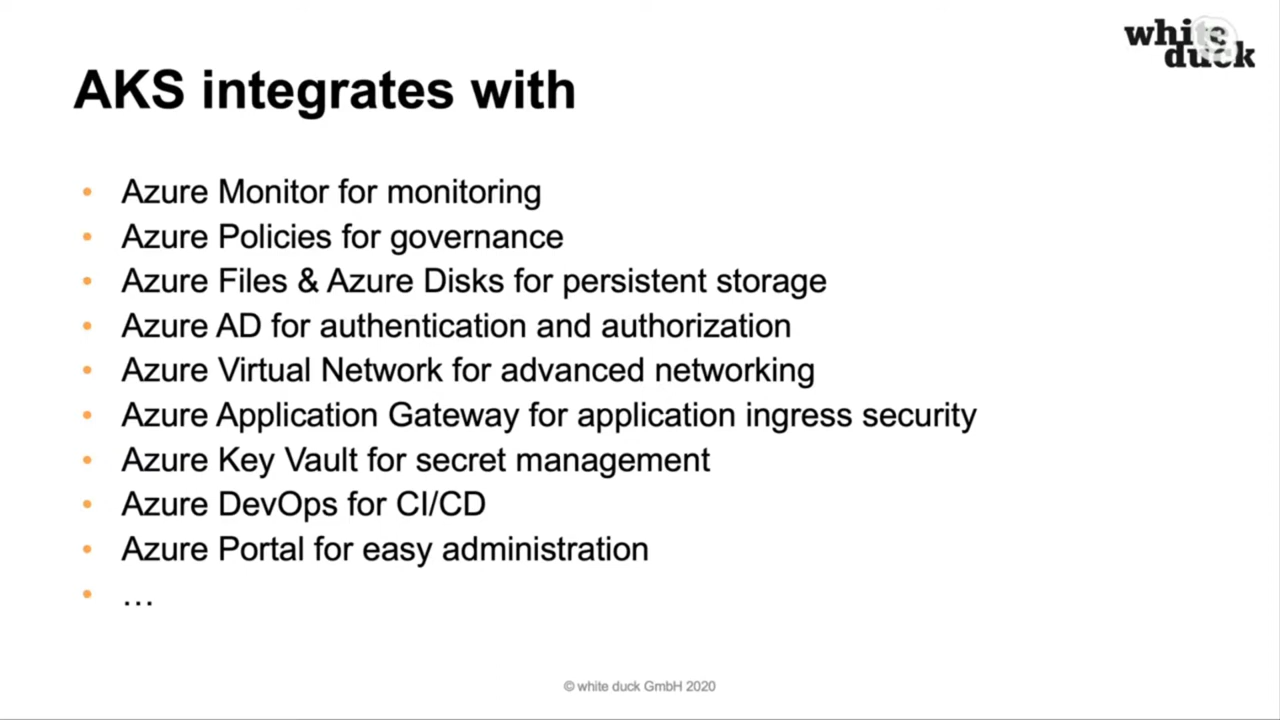 white
duck
AKS integrates with
• Azure Monitor for monitoring
• Azure Policies for governance
• Azure Files & Azure Disks for persistent storage
• Azure AD for authentication and authorization
• Azure Virtual Network for advanced networking
• Azure Application Gateway for application ingress security
• Azure Key Vault for secret management
• Azure DevOps for CI/CD
• Azure Portal for easy administration
• …
© white duck GmbH 2020